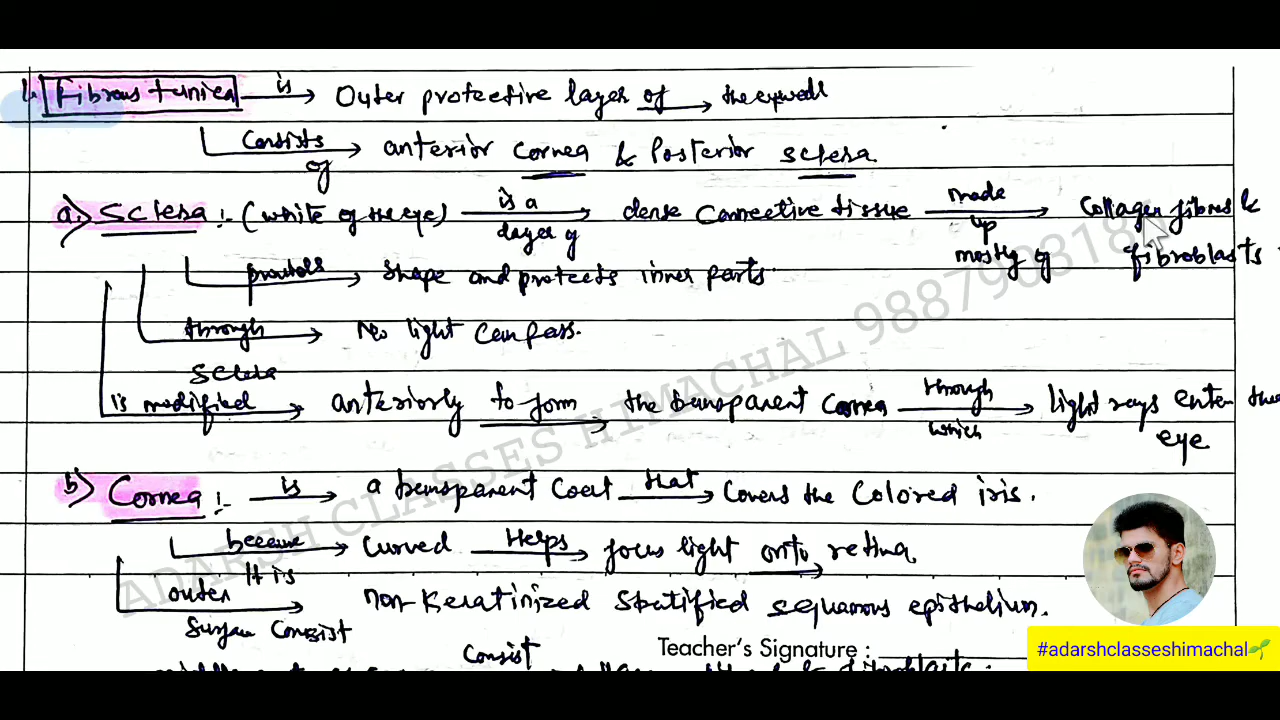 1. Fibrous tunica is → Outer protective layer of → the eyeball
Consists of → anterior cornea & Posterior sclera.
a) Sclera :- (white of the eye) is a layer of → dense Connective tissue made up mostly of → Collagen fibres & fibroblasts
provides → shape and protects inner parts.
through sclera → No light can pass.
is modified → anteriorly to form → the transparent Cornea through which → light rays enter the eye
b) Cornea :- is → a transparent Coat that → Covers the Colored iris.
because It is → Curved Helps → focus light onto → retina
outer Surface Consist → non-Keratinized Stratified squamous epithelium.
Teacher's Signature :
Consist
fibroblasts.
ADARSH CLASSES HIMACHAL
#adarshclasseshimachal🌱